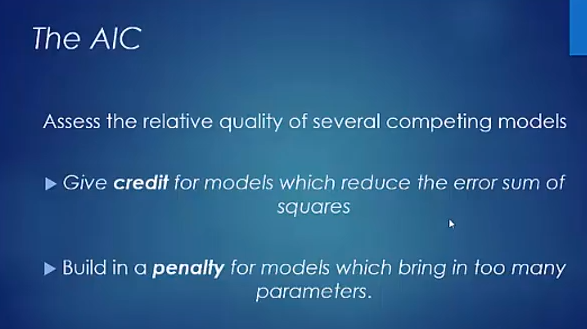 The AIC
Assess the relative quality of several competing models
Give credit for models which reduce the error sum of
squares
Build in a penalty for models which bring in too many
parameters.